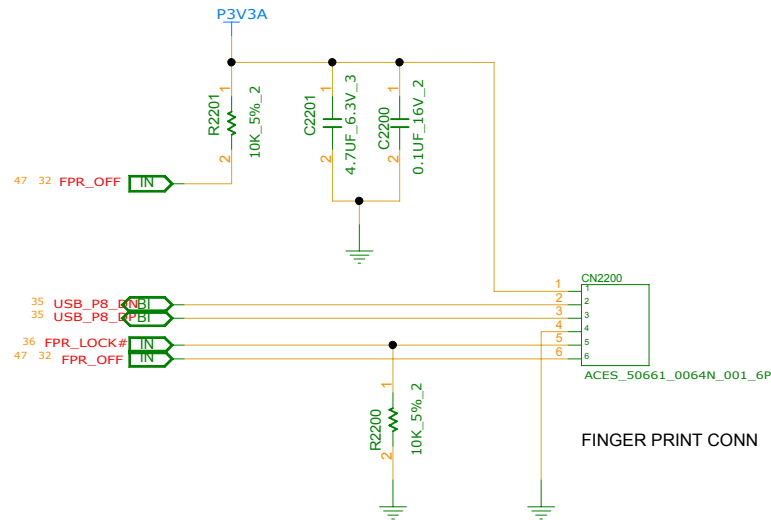 P3V3A
1
R2201
10K_5%_2
2
1
C2201
4.7UF_6.3V_3
2
1
C2200
0.1UF_16V_2
2
47 32 FPR_OFF IN
CN2200
35 USB_P8_DN BI
35 USB_P8_DP BI
36 FPR_LOCK# IN
47 32 FPR_OFF IN
1 1
2 2
3 3
4 4
5 5
6 6
ACES_50661_0064N_001_6P
1
R2200
10K_5%_2
2
FINGER PRINT CONN